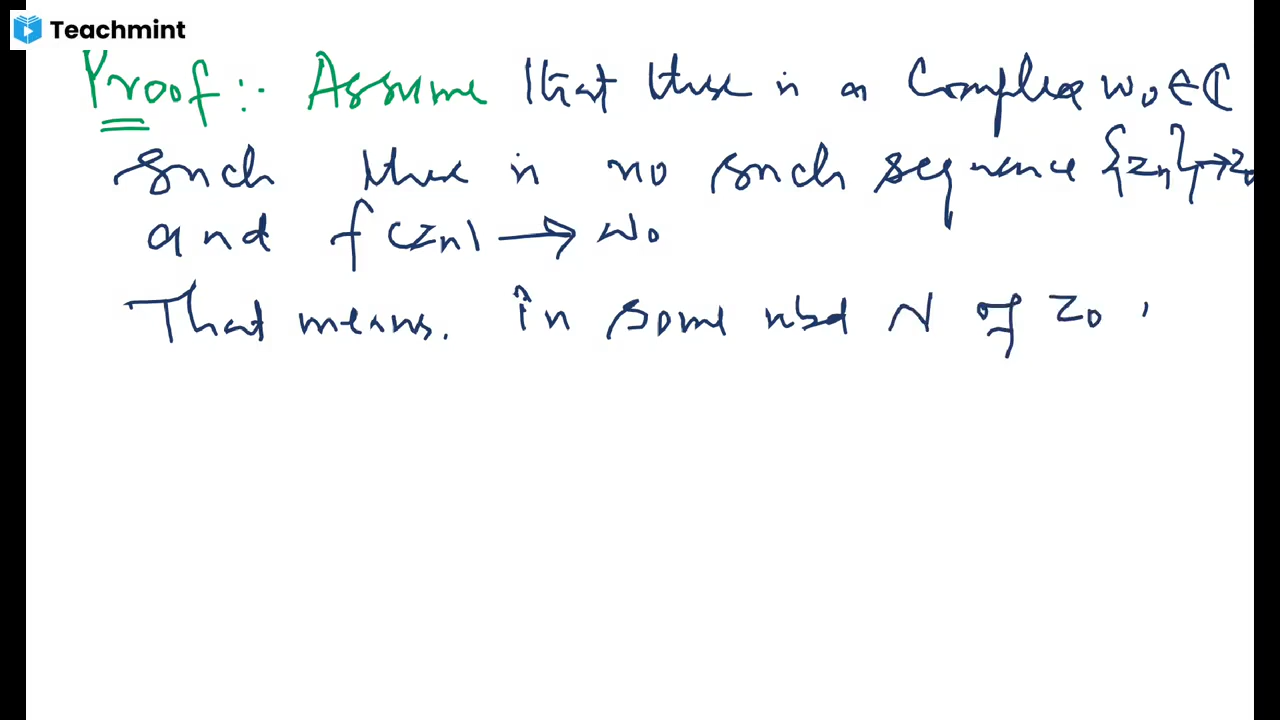 Teachmint
Proof :- Assume that there is a Complex w₀ ∈ ℂ
such there is no such sequence {zₙ} → z₀
and f(zₙ) → w₀
That means. in some nbd N of z₀ ,